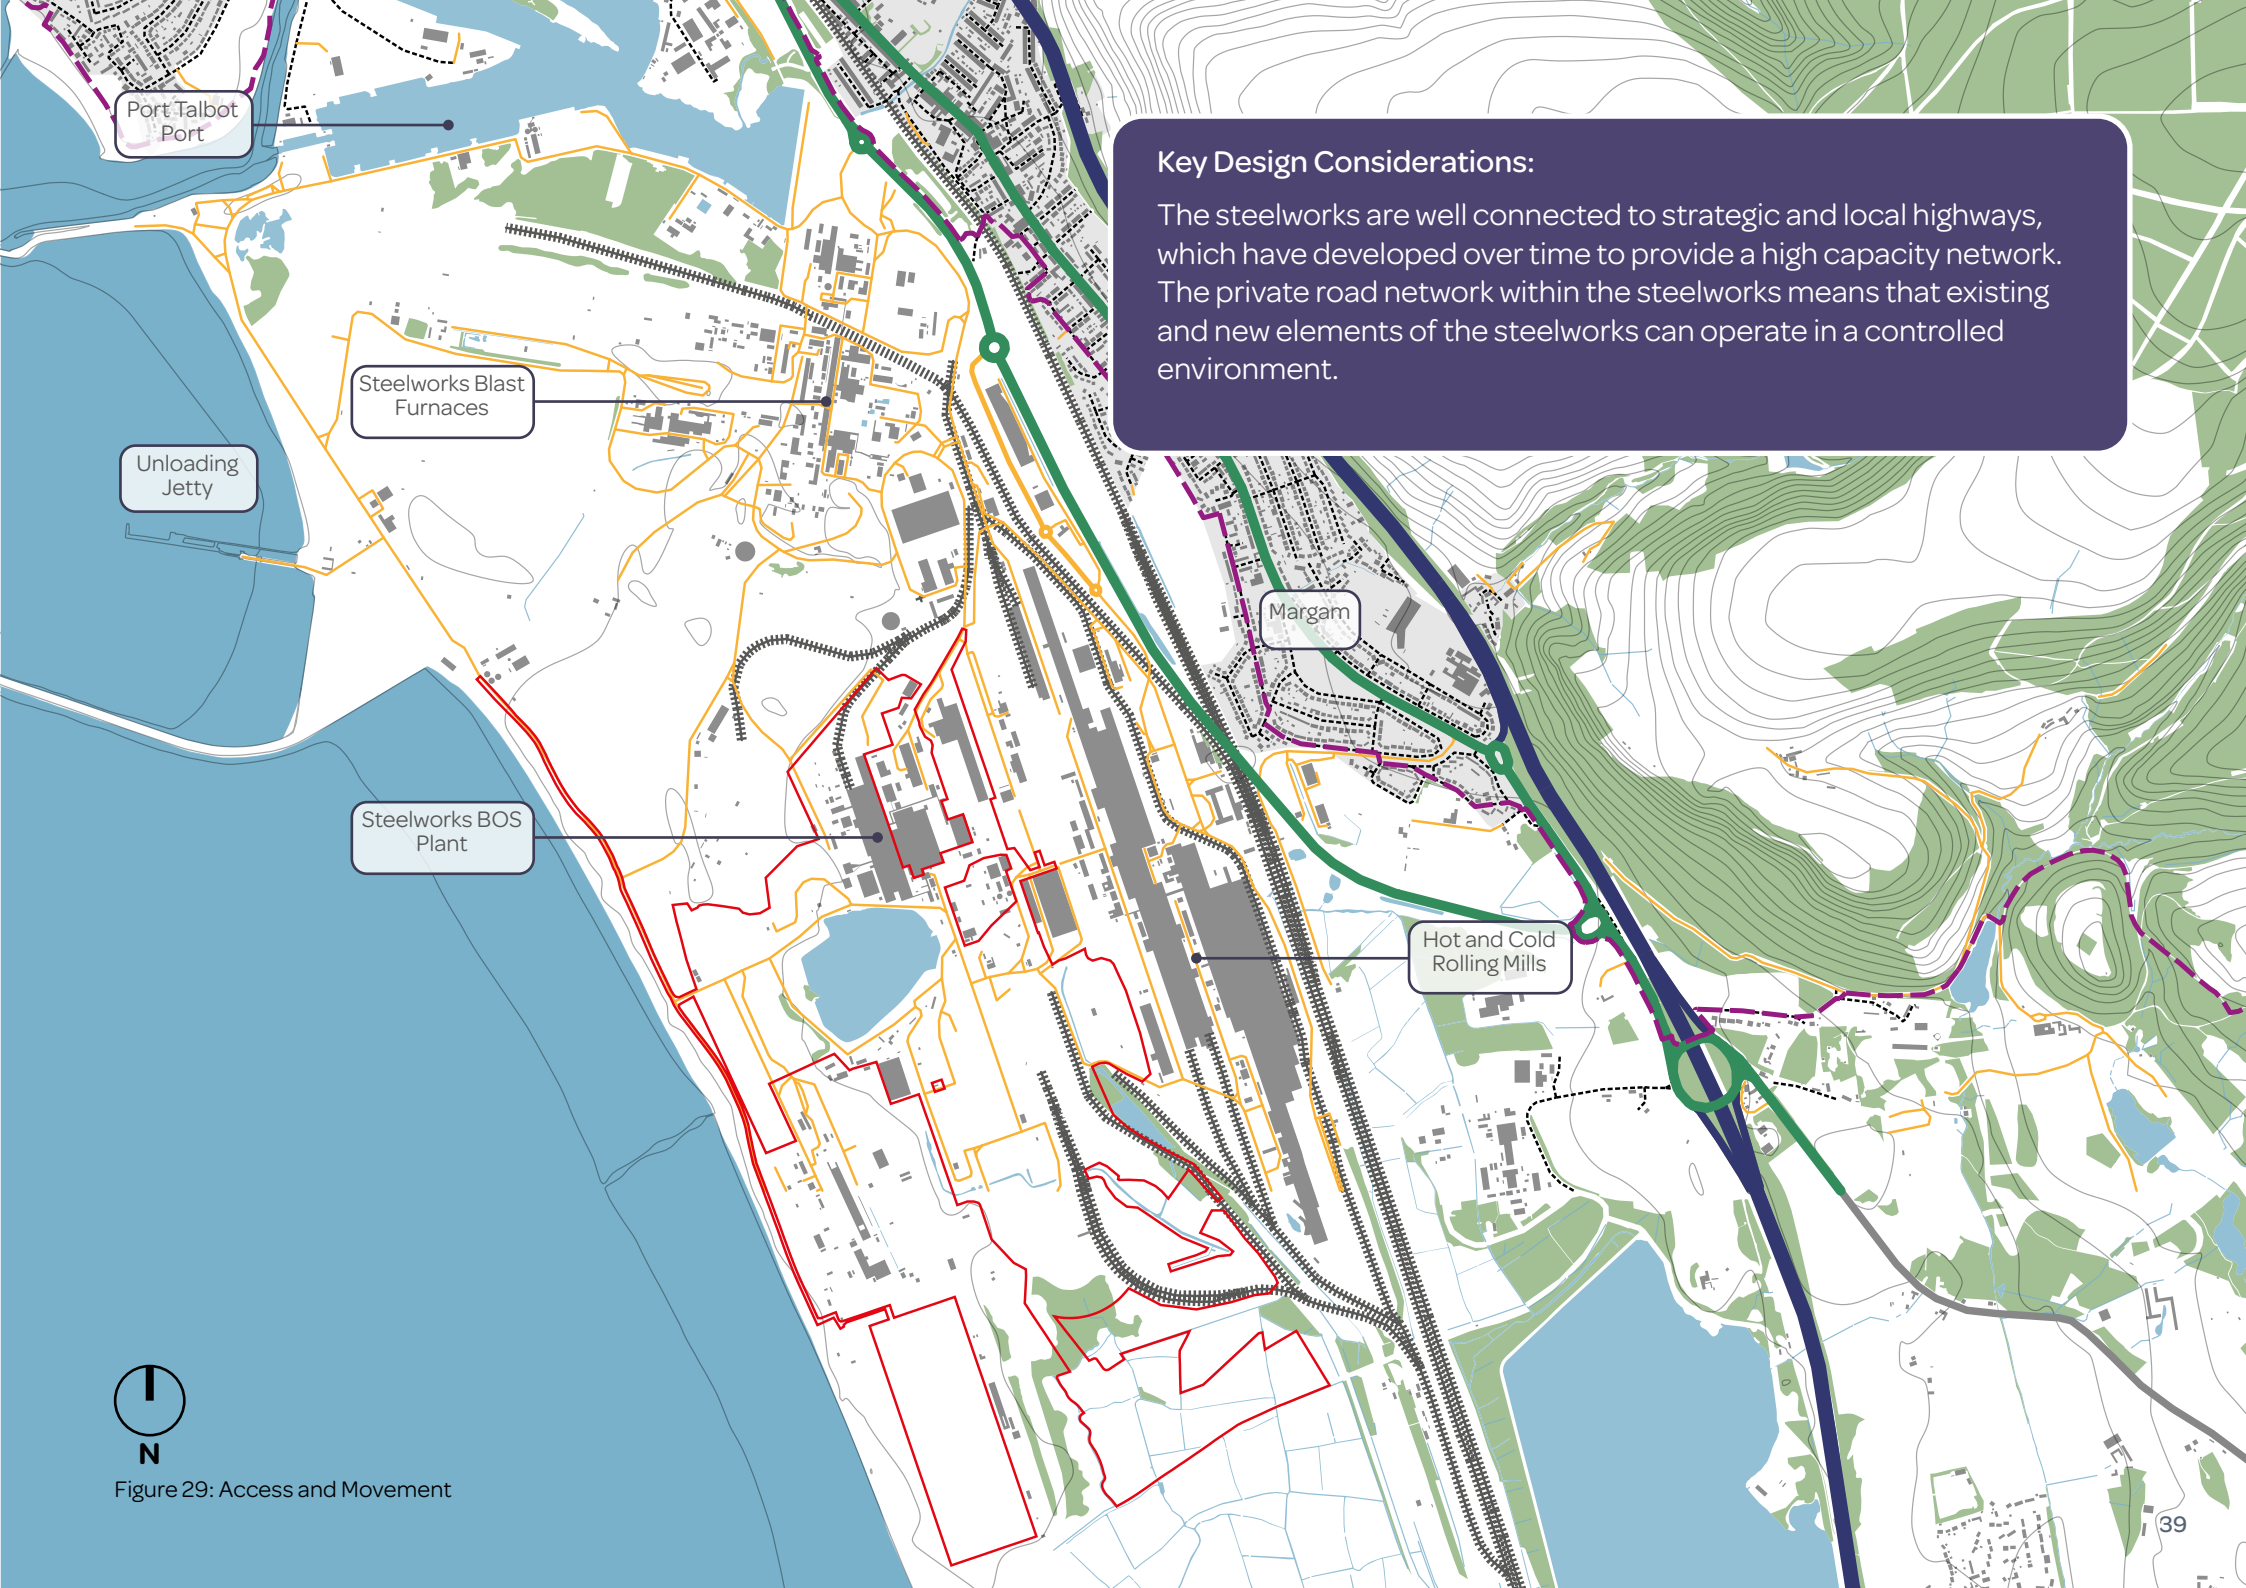 Port Talbot
Port
Key Design Considerations:
The steelworks are well connected to strategic and local highways,
which have developed over time to provide a high capacity network.
The private road network within the steelworks means that existing
and new elements of the steelworks can operate in a controlled
environment.
Steelworks Blast
Furnaces
Unloading
Jetty
Margam
Steelworks BOS
Plant
Hot and Cold
Rolling Mills
N
Figure 29: Access and Movement
39